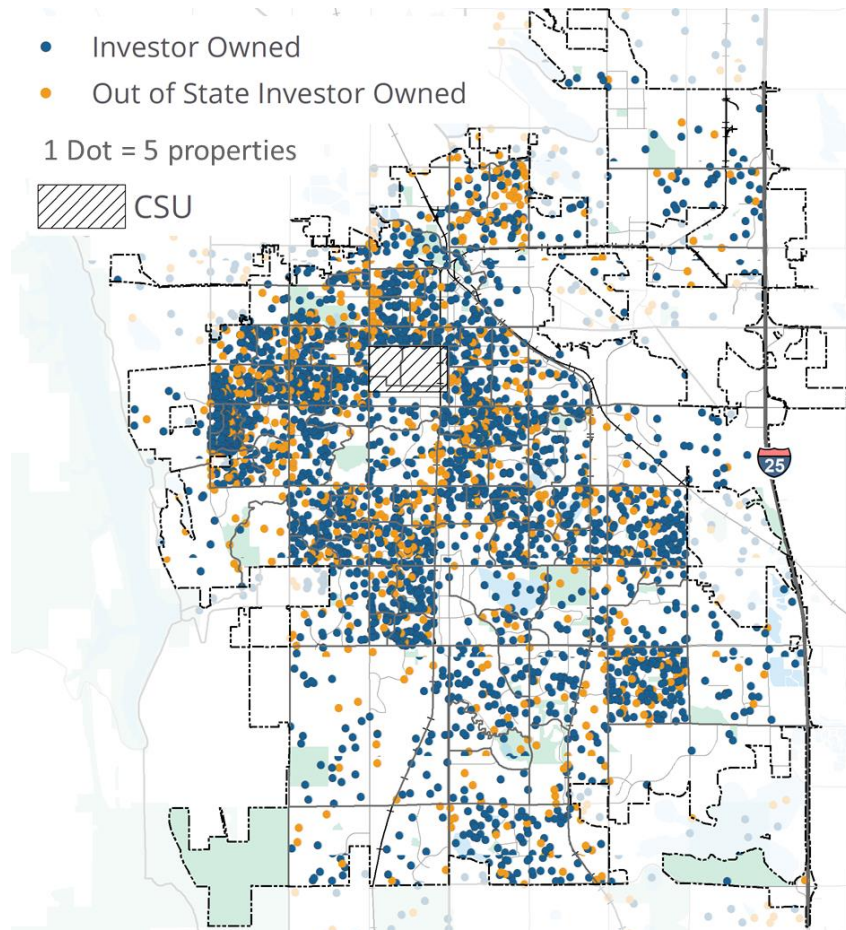 Investor Owned
Out of State Investor Owned
1 Dot = 5 properties
CSU
25